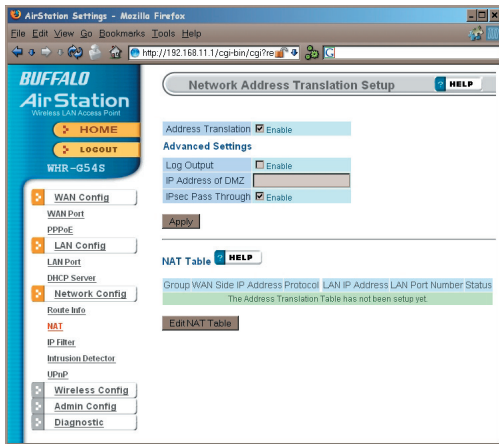 AirStation Settings - Mozilla Firefox
File Edit View Go Bookmarks Tools Help
http://192.168.11.1/cgi-bin/cgi?re
BUFFALO
AirStation
Wireless LAN Access Point
HOME
LOGOUT
WHR-G54S
WAN Config
WAN Port
PPPoE
LAN Config
LAN Port
DHCP Server
Network Config
Route Info
NAT
IP Filter
Intrusion Detector
UPnP
Wireless Config
Admin Config
Diagnostic
Network Address Translation Setup
? HELP
Address Translation Enable
Advanced Settings
Log Output Enable
IP Address of DMZ
IPsec Pass Through Enable
Apply
NAT Table ? HELP
Group WAN Side IP Address Protocol LAN IP Address LAN Port Number Status
The Address Translation Table has not been setup yet.
Edit NAT Table